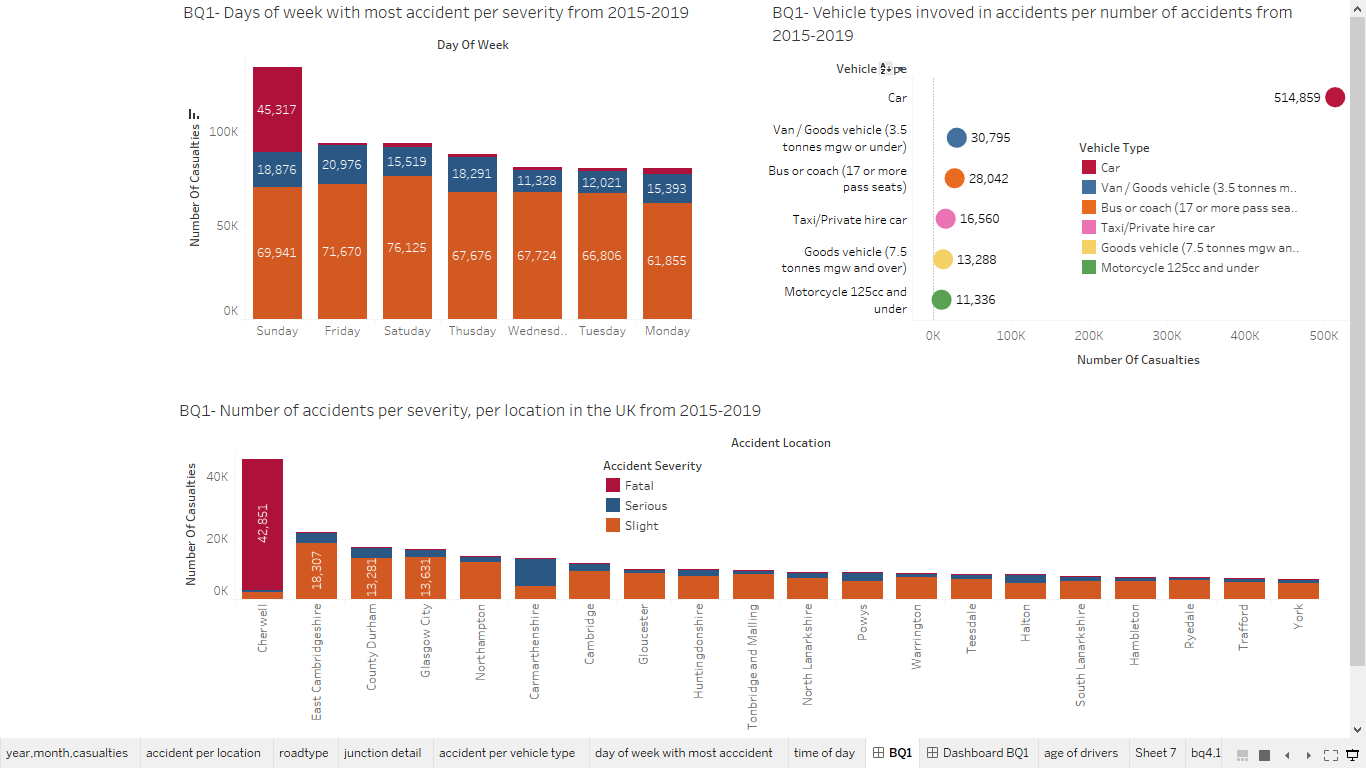 BQ1- Days of week with most accident per severity from 2015-2019
Day Of Week
Number Of Casualties
100K
50K
0K
45,317
18,876
20,976
15,519
18,291
11,328
12,021
15,393
69,941
71,670
76,125
67,676
67,724
66,806
61,855
Sunday
Friday
Satuday
Thusday
Wednesd..
Tuesday
Monday
BQ1- Vehicle types invoved in accidents per number of accidents from
2015-2019
Vehicle
Car
514,859
Van / Goods vehicle (3.5
tonnes mgw or under)
30,795
Bus or coach (17 or more
pass seats)
28,042
Taxi/Private hire car
16,560
Goods vehicle (7.5
tonnes mgw and over)
13,288
Motorcycle 125cc and
under
11,336
0K
100K
200K
300K
400K
500K
Number Of Casualties
Vehicle Type
Car
Van / Goods vehicle (3.5 tonnes m..
Bus or coach (17 or more pass sea..
Taxi/Private hire car
Goods vehicle (7.5 tonnes mgw an..
Motorcycle 125cc and under
BQ1- Number of accidents per severity, per location in the UK from 2015-2019
Accident Location
Number Of Casualties
40K
20K
0K
Accident Severity
Fatal
Serious
Slight
42,851
18,307
13,281
13,631
Cherwell
East Cambridgeshire
County Durham
Glasgow City
Northampton
Carmarthenshire
Cambridge
Gloucester
Huntingdonshire
Tonbridge and Malling
North Lanarkshire
Powys
Warrington
Teesdale
Halton
South Lanarkshire
Hambleton
Ryedale
Trafford
York
year,month,casualties
accident per location
roadtype
junction detail
accident per vehicle type
day of week with most acccident
time of day
BQ1
Dashboard BQ1
age of drivers
Sheet 7
bq4,1